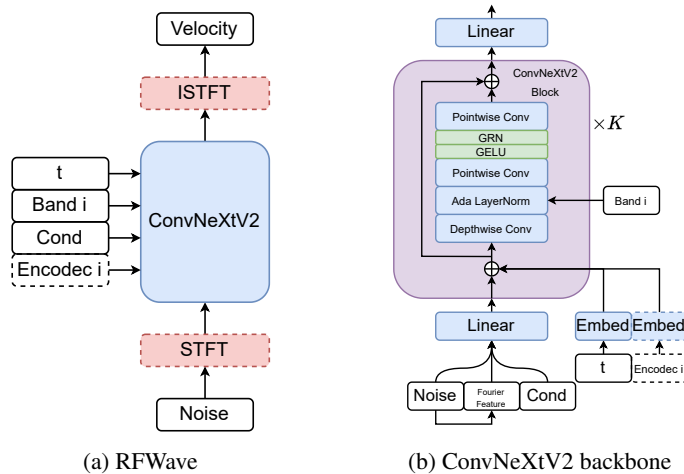 Velocity
ISTFT
t
Band i
Cond
Encodec i
ConvNeXtV2
STFT
Noise
(a) RFWave
Linear
ConvNeXtV2
Block
×K
Pointwise Conv
GRN
GELU
Pointwise Conv
Ada LayerNorm
Band i
Depthwise Conv
Linear
Embed
Embed
t
Encodec i
Noise
Fourier
Feature
Cond
(b) ConvNeXtV2 backbone